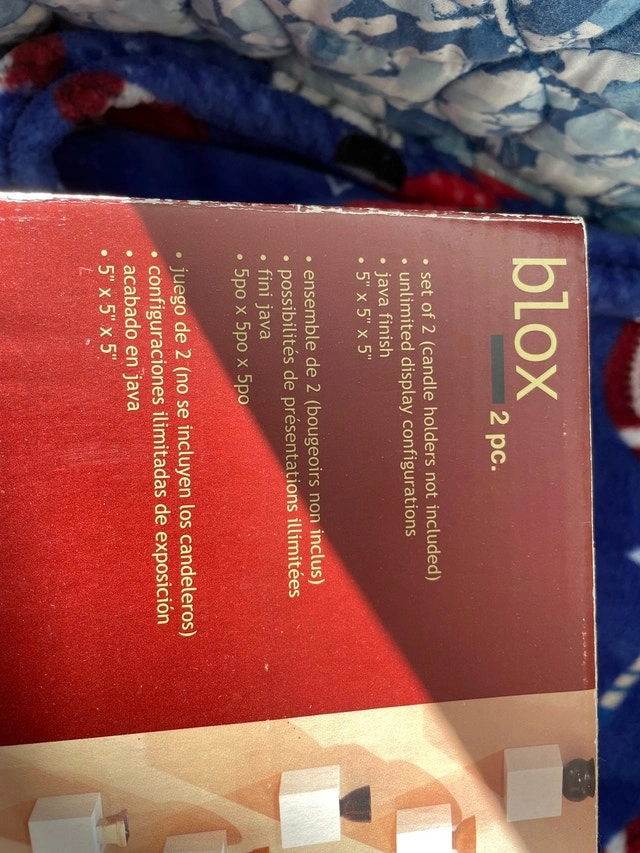 blox
2 pc.
• set of 2 (candle holders not included)
• unlimited display configurations
• java finish
• 5" x 5" x 5"
• ensemble de 2 (bougeoirs non inclus)
• possibilités de présentations illimitées
• fini java
• 5po x 5po x 5po
• juego de 2 (no se incluyen los candeleros)
• configuraciones ilimitadas de exposición
• acabado en java
• 5" x 5" x 5"